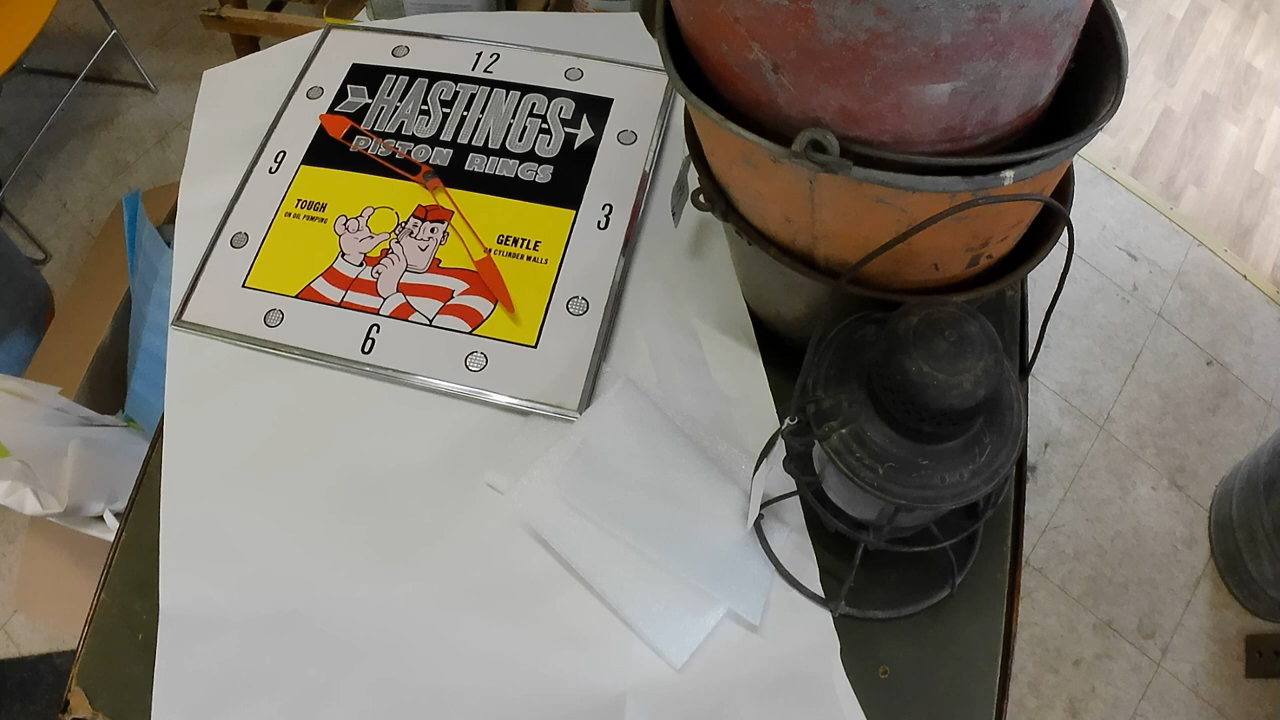 12
HASTINGS
PISTON RINGS
9
3
TOUGH
ON OIL PUMPING
GENTLE
ON CYLINDER WALLS
6